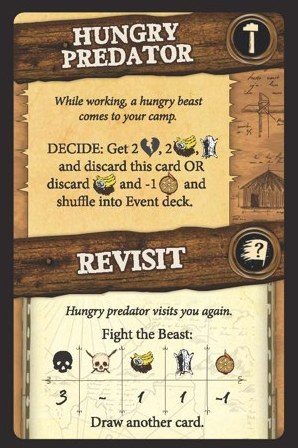 HUNGRY
PREDATOR
While working, a hungry beast
comes to your camp.
DECIDE: Get 2 , 2 ,
and discard this card OR
discard and -1 and
shuffle into Event deck.
REVISIT
?
Hungry predator visits you again.
Fight the Beast:
3 - 1 1 -1
Draw another card.